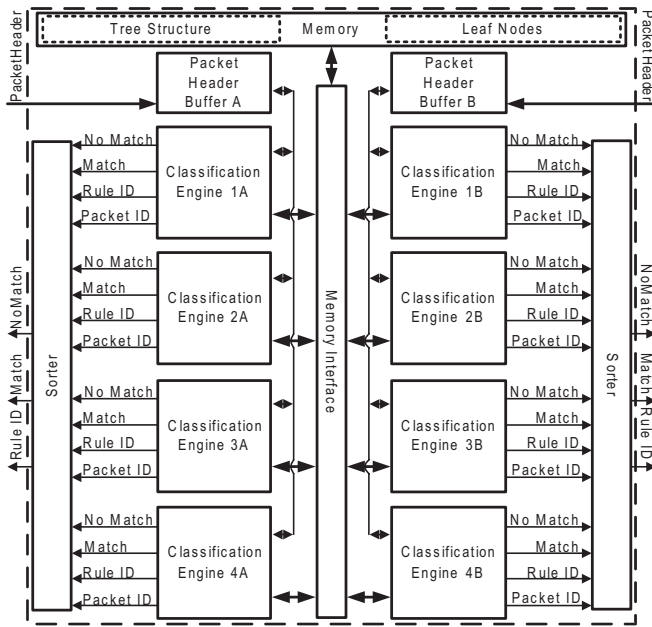 Tree Structure
Memory
Leaf Nodes
PacketHeader
Packet Header
Packet
Header
Buffer A
Packet
Header
Buffer B
No Match
Match
Rule ID
Packet ID
Classification
Engine 1A
Classification
Engine 1B
No Match
Match
Rule ID
Packet ID
No Match
Match
Rule ID
Packet ID
Classification
Engine 2A
Classification
Engine 2B
No Match
Match
Rule ID
Packet ID
No Match
Match
Rule ID
Packet ID
Classification
Engine 3A
Classification
Engine 3B
No Match
Match
Rule ID
Packet ID
No Match
Match
Rule ID
Packet ID
Classification
Engine 4A
Classification
Engine 4B
No Match
Match
Rule ID
Packet ID
Memory Interface
Sorter
Sorter
NoMatch
Match
Rule ID
NoMatch
Match
Rule ID